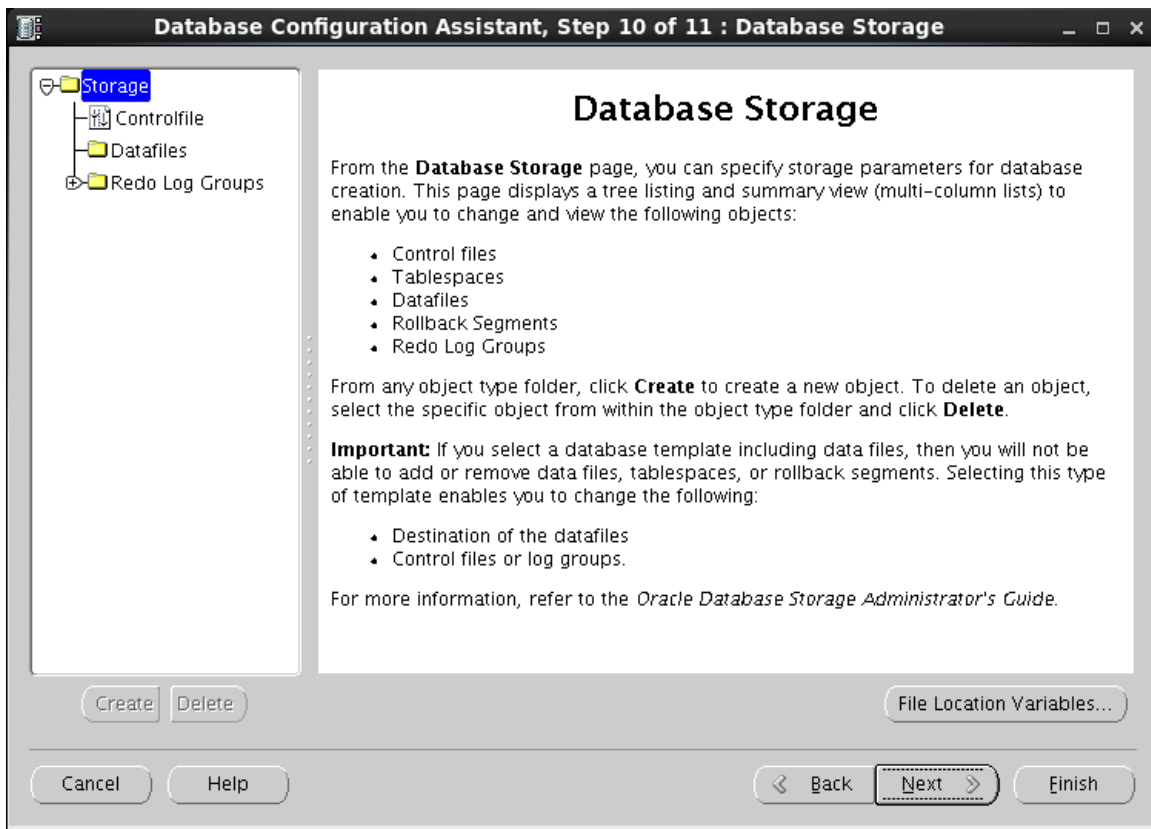 Database Configuration Assistant, Step 10 of 11 : Database Storage
Storage
Controlfile
Datafiles
Redo Log Groups
Database Storage
From the Database Storage page, you can specify storage parameters for database
creation. This page displays a tree listing and summary view (multi-column lists) to
enable you to change and view the following objects:
Control files
Tablespaces
Datafiles
Rollback Segments
Redo Log Groups
From any object type folder, click Create to create a new object. To delete an object,
select the specific object from within the object type folder and click Delete.
Important: If you select a database template including data files, then you will not be
able to add or remove data files, tablespaces, or rollback segments. Selecting this type
of template enables you to change the following:
Destination of the datafiles
Control files or log groups.
For more information, refer to the Oracle Database Storage Administrator's Guide.
Create Delete File Location Variables...
Cancel Help Back Next Finish